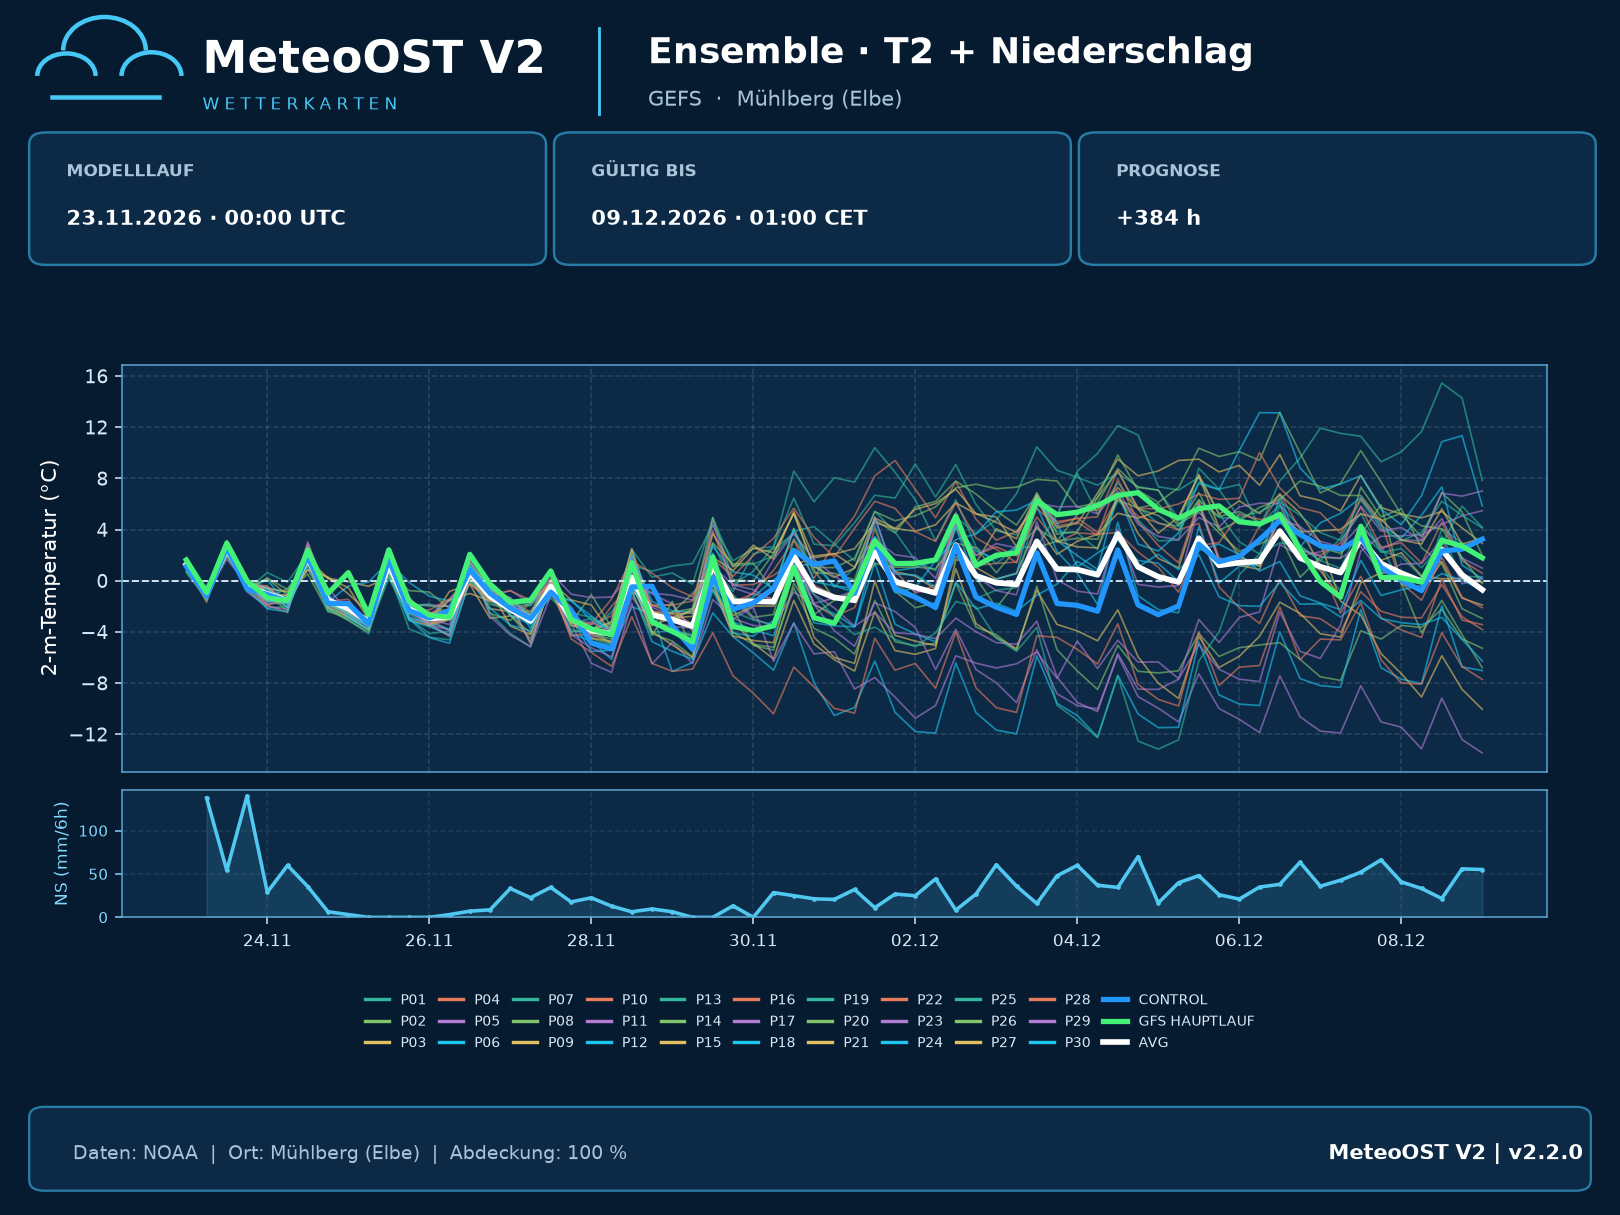 MeteoOST V2
WETTERKARTEN
Ensemble · T2 + Niederschlag
GEFS · Mühlberg (Elbe)
MODELLLAUF
23.11.2026 · 00:00 UTC
GÜLTIG BIS
09.12.2026 · 01:00 CET
PROGNOSE
+384 h
2-m-Temperatur (°C)
16
12
8
4
0
−4
−8
−12
NS (mm/6h)
100
50
0
24.11 26.11 28.11 30.11 02.12 04.12 06.12 08.12
P01 P04 P07 P10 P13 P16 P19 P22 P25 P28 CONTROL
P02 P05 P08 P11 P14 P17 P20 P23 P26 P29 GFS HAUPTLAUF
P03 P06 P09 P12 P15 P18 P21 P24 P27 P30 AVG
Daten: NOAA | Ort: Mühlberg (Elbe) | Abdeckung: 100 %
MeteoOST V2 | v2.2.0